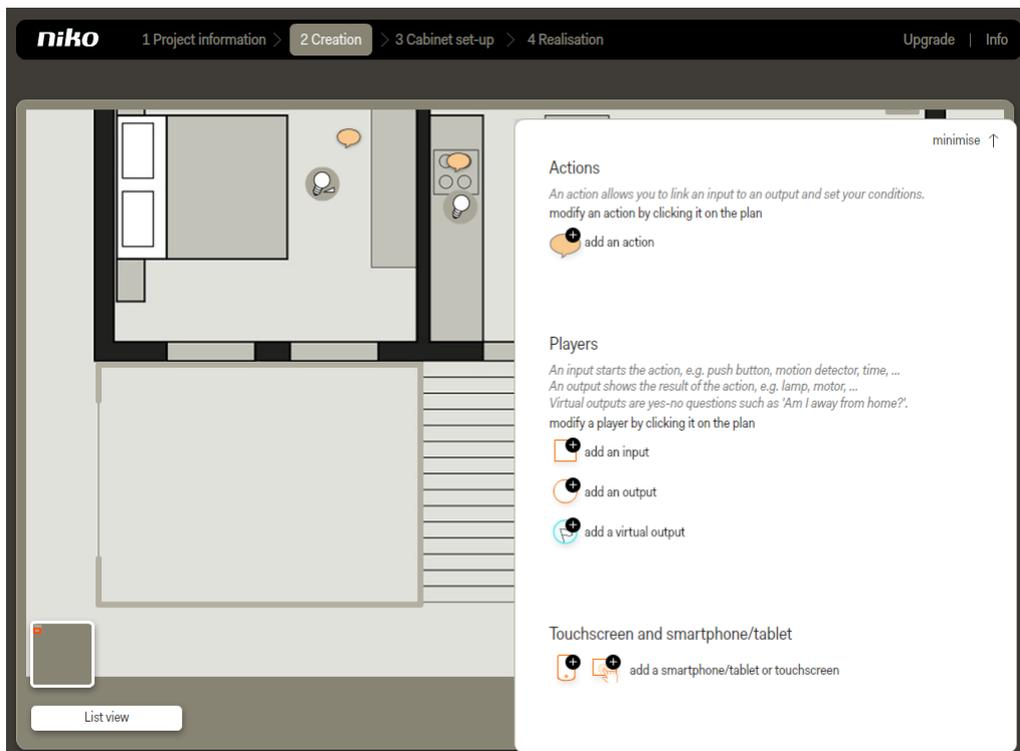 niko
1 Project information
2 Creation
3 Cabinet set-up
4 Realisation
Upgrade | Info
minimise
Actions
An action allows you to link an input to an output and set your conditions.
modify an action by clicking it on the plan
add an action
Players
An input starts the action, e.g. push button, motion detector, time, ...
An output shows the result of the action, e.g. lamp, motor, ...
Virtual outputs are yes-no questions such as 'Am I away from home?'.
modify a player by clicking it on the plan
add an input
add an output
add a virtual output
Touchscreen and smartphone/tablet
add a smartphone/tablet or touchscreen
List view